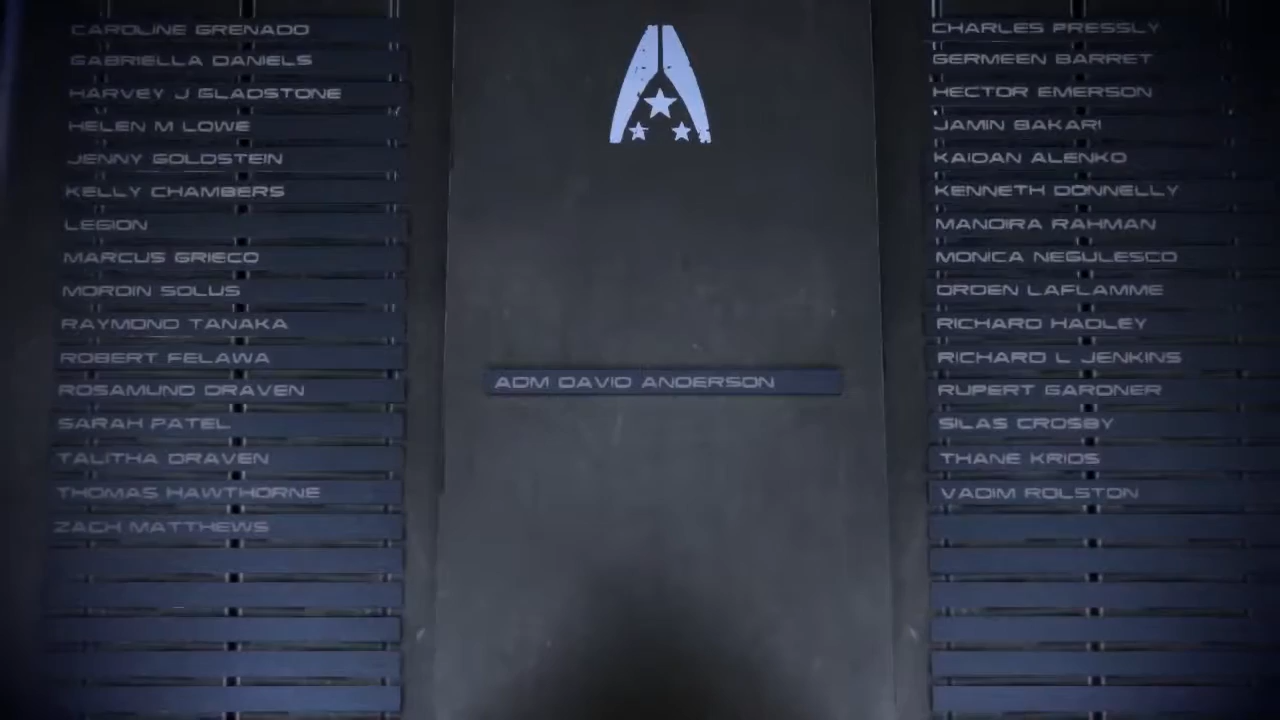 CAROLINE GRENADO
GABRIELLA DANIELS
HARVEY J GLADSTONE
HELEN M LOWE
JENNY GOLDSTEIN
KELLY CHAMBERS
LEGION
MARCUS GRIECO
MORDIN SOLUS
RAYMOND TANAKA
ROBERT FELAWA
ROSAMUND DRAVEN
SARAH PATEL
TALITHA DRAVEN
THOMAS HAWTHORNE
ZACH MATTHEWS
ADM DAVID ANDERSON
CHARLES PRESSLY
GERMEEN BARRET
HECTOR EMERSON
JAMIN BAKARI
KAIDAN ALENKO
KENNETH DONNELLY
MANDIRA RAHMAN
MONICA NEGULESCO
ORDEN LAFLAMME
RICHARD HADLEY
RICHARD L JENKINS
RUPERT GARDNER
SILAS CROSBY
THANE KRIOS
VADIM ROLSTON